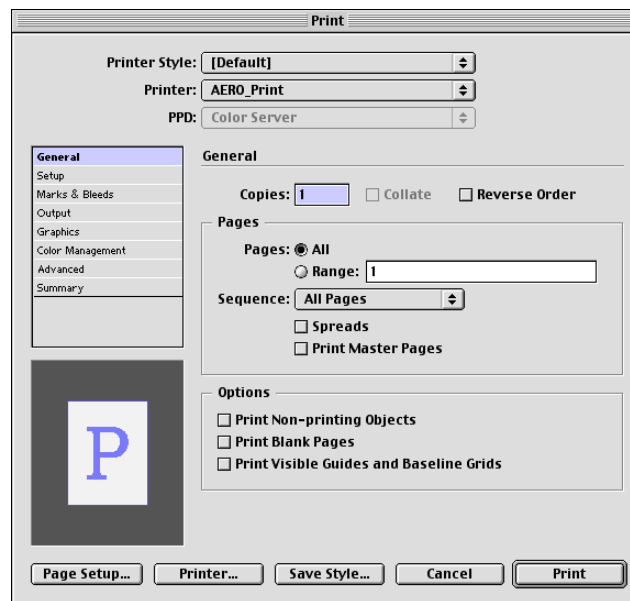 Print
Printer Style: [Default]
Printer: AERO_Print
PPD: Color Server
General
Setup
Marks & Bleeds
Output
Graphics
Color Management
Advanced
Summary
General
Copies: 1 Collate Reverse Order
Pages
Pages: All
Range: 1
Sequence: All Pages
Spreads
Print Master Pages
Options
Print Non-printing Objects
Print Blank Pages
Print Visible Guides and Baseline Grids
P
Page Setup... Printer... Save Style... Cancel Print